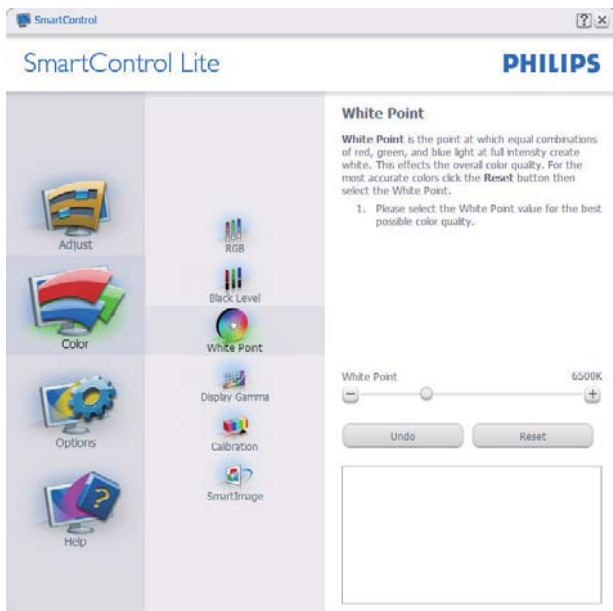 SmartControl
SmartControl Lite
PHILIPS
Adjust
Color
Options
Help
RGB
Black Level
White Point
Display Gamma
Calibration
SmartImage
White Point
White Point is the point at which equal combinations
of red, green, and blue light at full intensity create
white. This effects the overall color quality. For the
most accurate colors click the Reset button then
select the White Point.
1. Please select the White Point value for the best
possible color quality.
White Point 6500K
Undo Reset